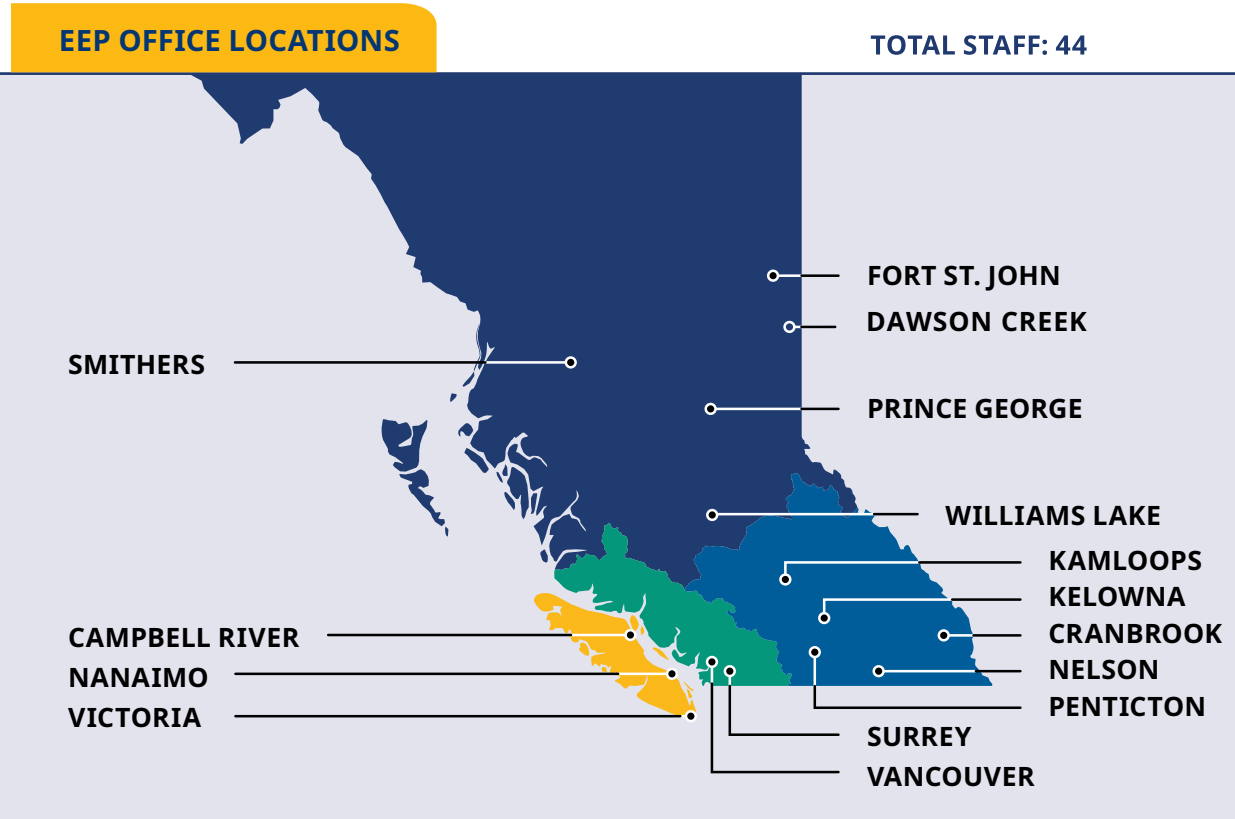 EEP OFFICE LOCATIONS
TOTAL STAFF: 44
FORT ST. JOHN
DAWSON CREEK
SMITHERS
PRINCE GEORGE
WILLIAMS LAKE
KAMLOOPS
KELOWNA
CRANBROOK
CAMPBELL RIVER
NELSON
NANAIMO
PENTICTON
VICTORIA
SURREY
VANCOUVER